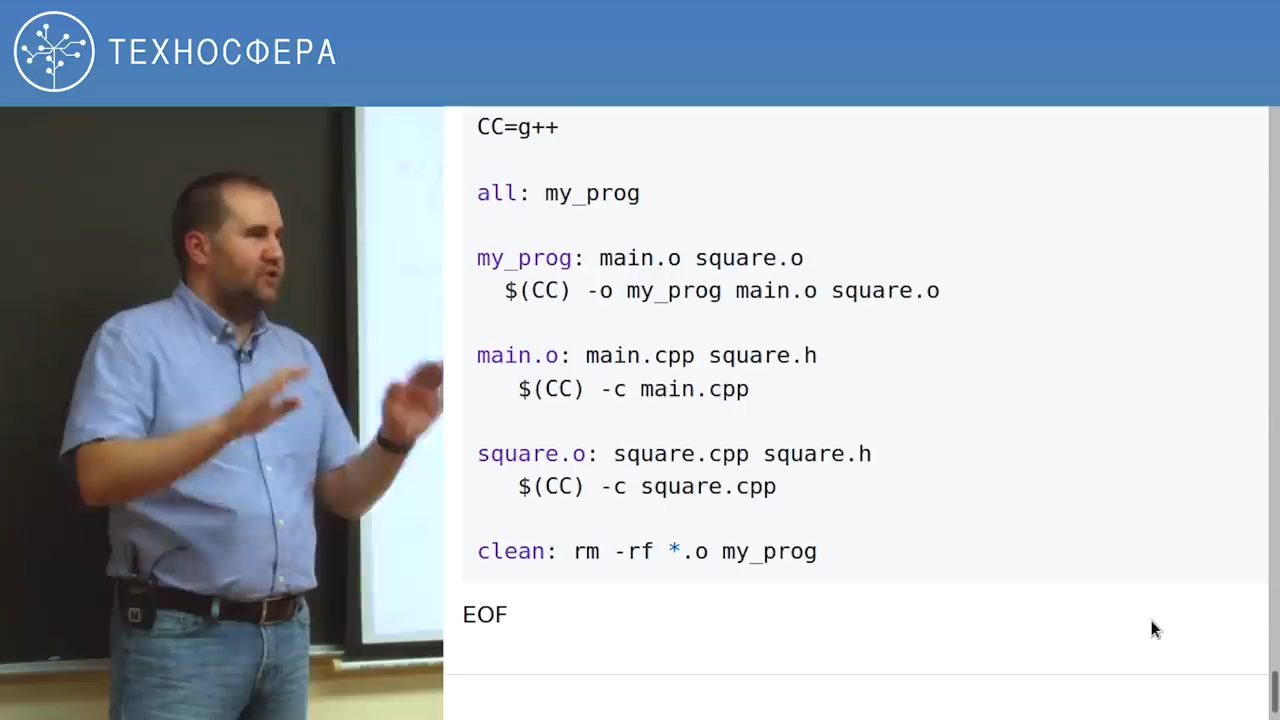 ТЕХНОСФЕРА
CC=g++
all: my_prog
my_prog: main.o square.o
$(CC) -o my_prog main.o square.o
main.o: main.cpp square.h
$(CC) -c main.cpp
square.o: square.cpp square.h
$(CC) -c square.cpp
clean: rm -rf *.o my_prog
EOF